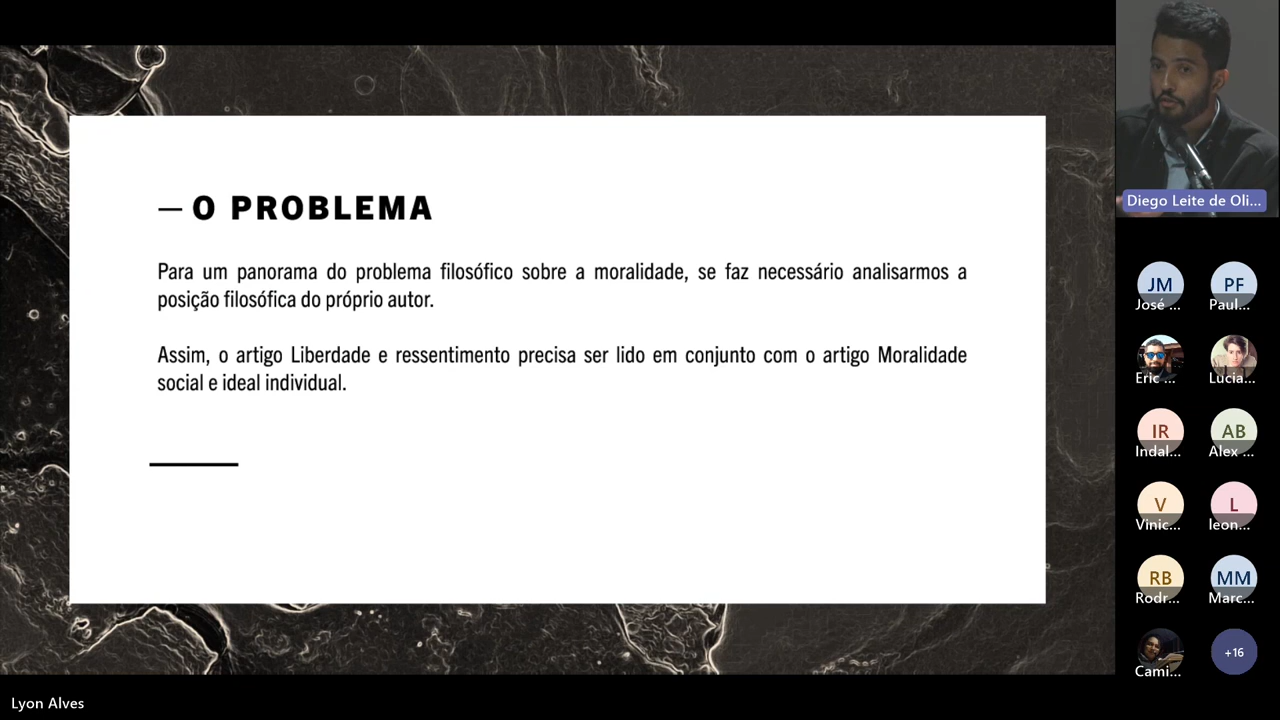 — O PROBLEMA
Para um panorama do problema filosófico sobre a moralidade, se faz necessário analisarmos a
posição filosófica do próprio autor.
Assim, o artigo Liberdade e ressentimento precisa ser lido em conjunto com o artigo Moralidade
social e ideal individual.
Diego Leite de Oli...
JM
PF
José ...
Paul...
Eric ...
Lucia...
IR
AB
Indal...
Alex ...
V
L
Vinic...
leon...
RB
MM
Rodr...
Marc...
Cami...
+16
Lyon Alves